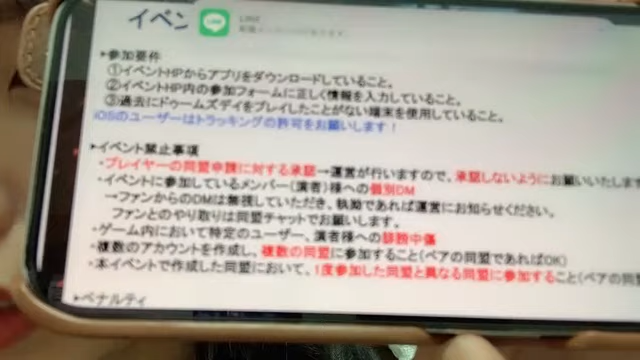 イベン
LINE
▶参加要件
①イベントHPからアプリをダウンロードしていること。
②イベントHP内の参加フォームに正しく情報を入力していること。
③過去にドゥームズデイをプレイしたことがない端末を使用していること。
iOSのユーザーはトラッキングの許可をお願いします！
▶イベント禁止事項
・プレイヤーの同盟申請に対する承認→運営が行いますので、承認しないようにお願いいたします
・イベントに参加しているメンバー（演者）様への個別DM
→ファンからのDMは無視していただき、執拗であれば運営にお知らせください。
ファンとのやり取りは同盟チャットでお願いします。
・ゲーム内において特定のユーザー、演者様への誹謗中傷
・複数のアカウントを作成し、複数の同盟に参加すること（ペアの同盟であればOK）
・本イベントで作成した同盟において、1度参加した同盟と異なる同盟に参加すること（ペアの同
▶ペナルティ